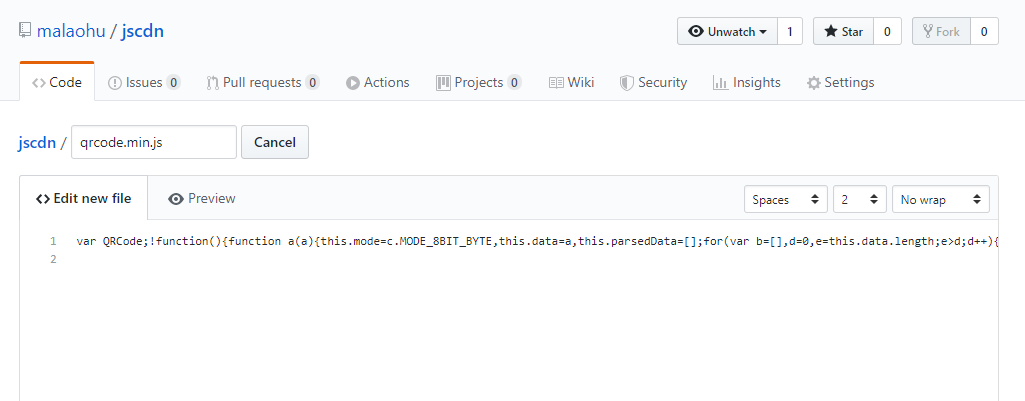 malaohu / jscdn
Unwatch 1 Star 0 Fork 0
Code Issues 0 Pull requests 0 Actions Projects 0 Wiki Security Insights Settings
jscdn / qrcode.min.js Cancel
Edit new file Preview Spaces 2 No wrap
1 var QRCode;!function(){function a(a){this.mode=c.MODE_8BIT_BYTE,this.data=a,this.parsedData=[];for(var b=[],d=0,e=this.data.length;e>d;d++){
2